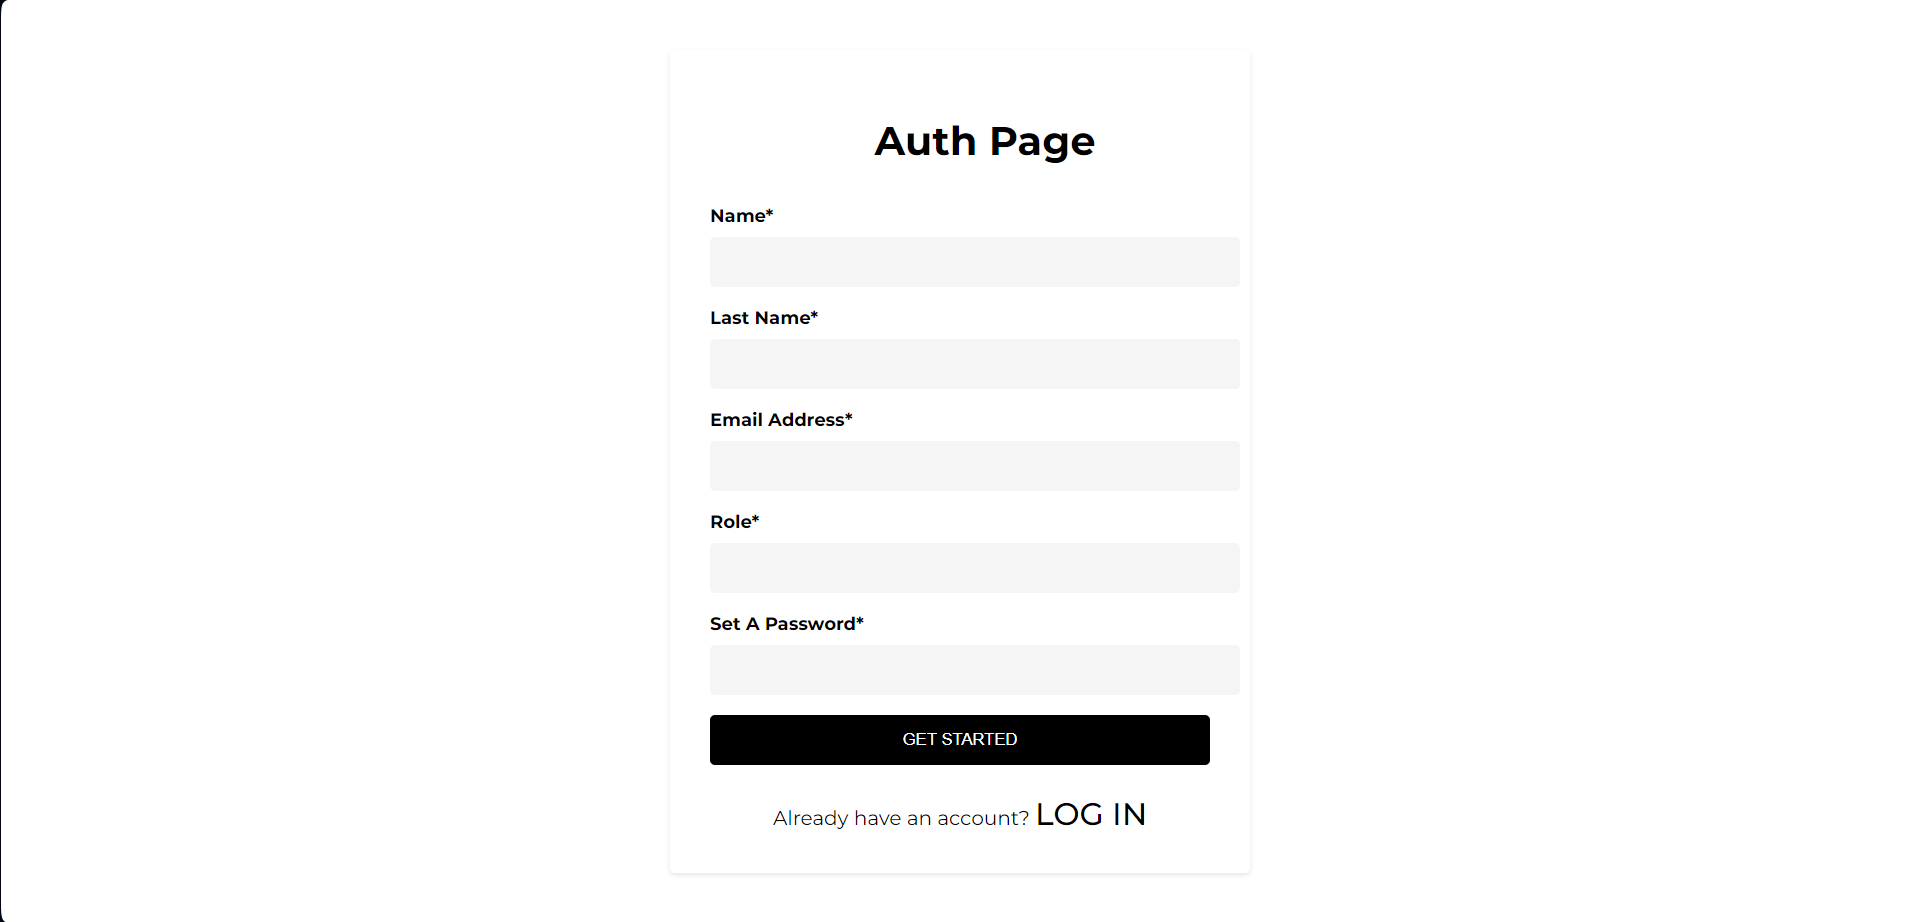 Auth Page
Name*
Last Name*
Email Address*
Role*
Set A Password*
GET STARTED
Already have an account? LOG IN